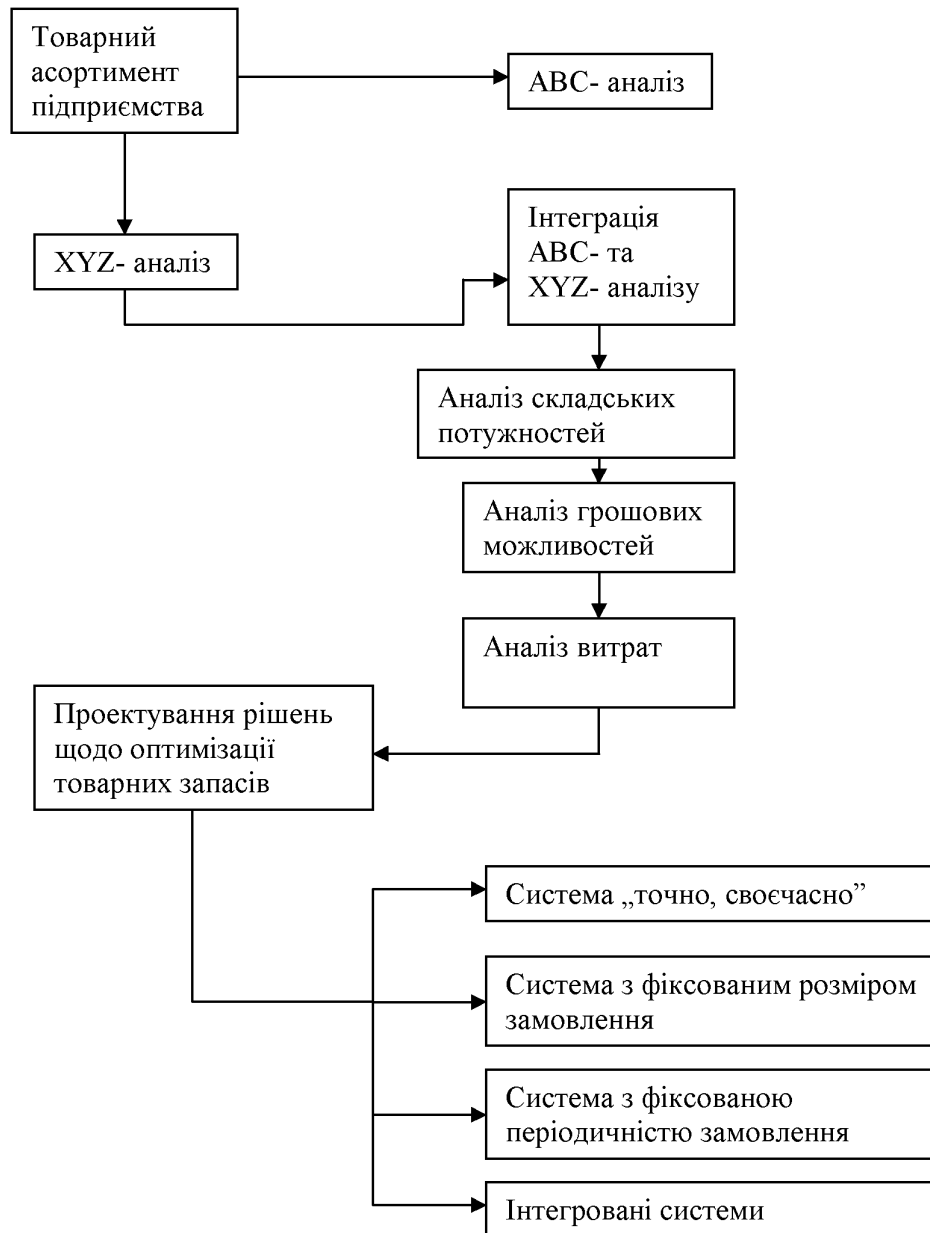 Товарний
асортимент
підприємства
АВС- аналіз
XYZ- аналіз
Інтеграція
АВС- та
XYZ- аналізу
Аналіз складських
потужностей
Аналіз грошових
можливостей
Аналіз витрат
Проектування рішень
щодо оптимізації
товарних запасів
Система „точно, своєчасно”
Система з фіксованим розміром
замовлення
Система з фіксованою
періодичністю замовлення
Інтегровані системи